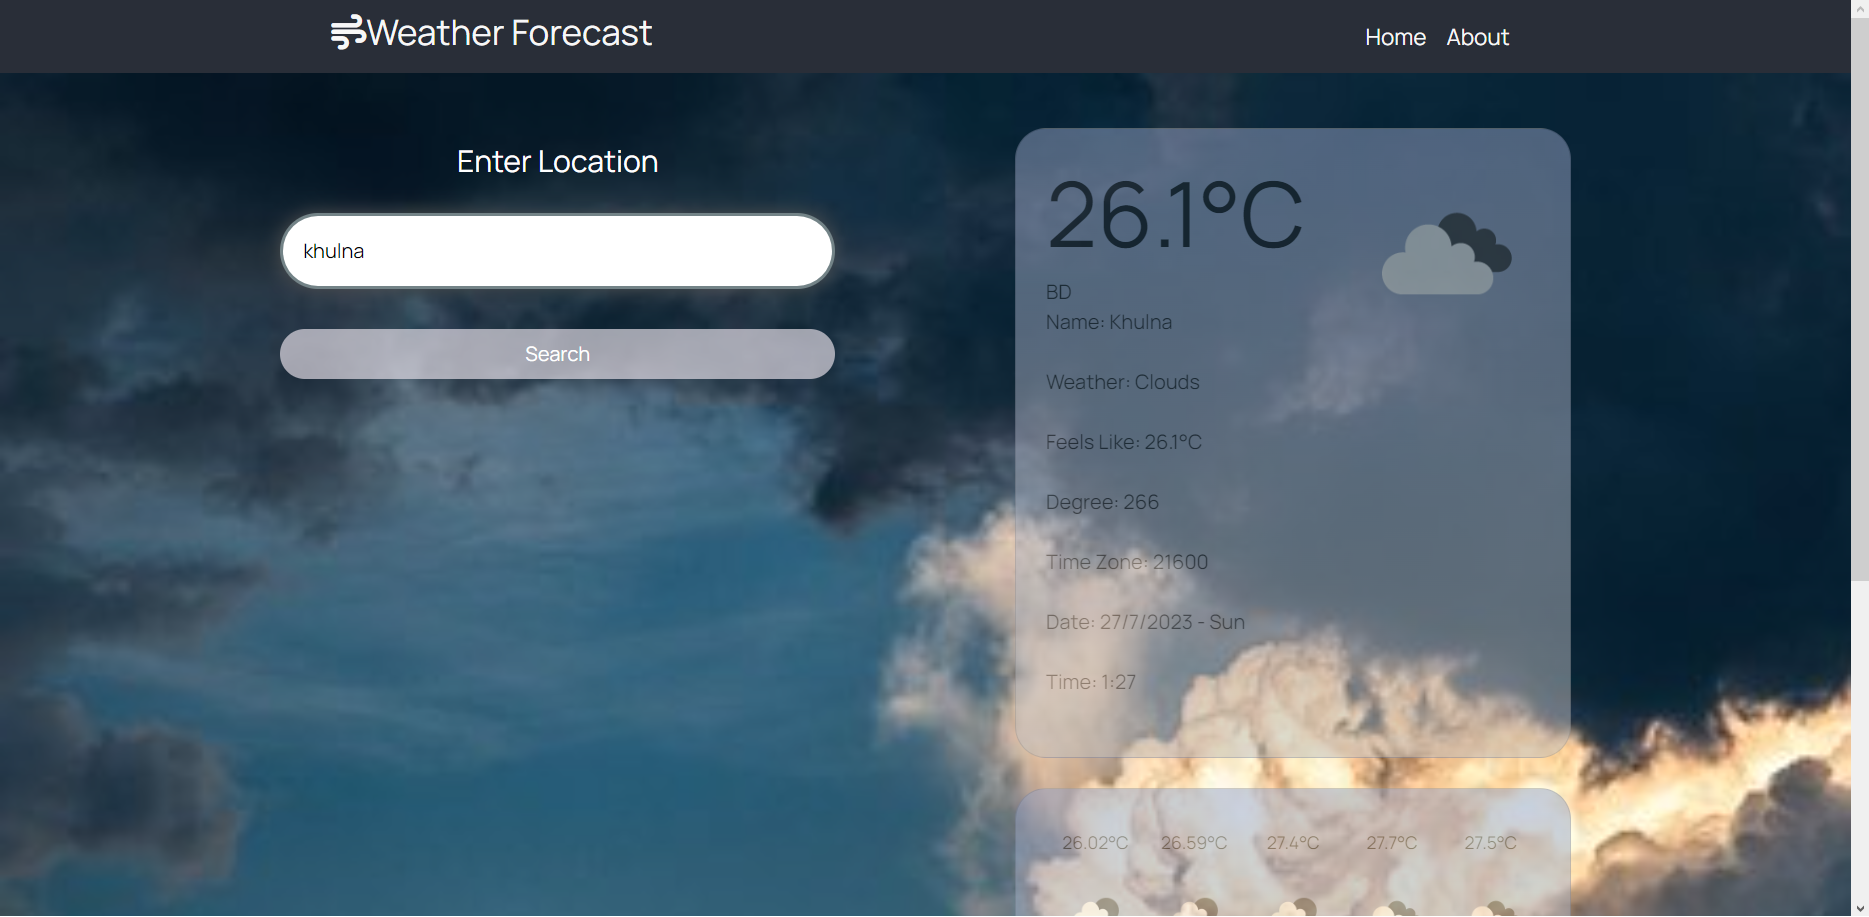 Weather Forecast
Home
About
Enter Location
khulna
Search
26.1°C
BD
Name: Khulna
Weather: Clouds
Feels Like: 26.1°C
Degree: 266
Time Zone: 21600
Date: 27/7/2023 - Sun
Time: 1:27
26.02°C 26.59°C 27.4°C 27.7°C 27.5°C